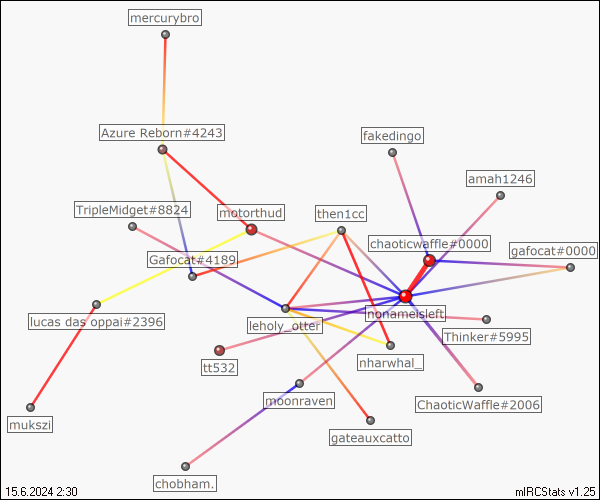 mercurybro
Azure Reborn#4243
fakedingo
amah1246
TripleMidget#8824
motorthud
then1cc
chaoticwaffle#0000
gafocat#0000
Gafocat#4189
lucas das oppai#2396
leholy_otter
nonameisleft
Thinker#5995
tt532
nharwhal_
moonraven
ChaoticWaffle#2006
mukszi
gateauxcatto
chobham.
15.6.2024 2:30
mIRCStats v1.25